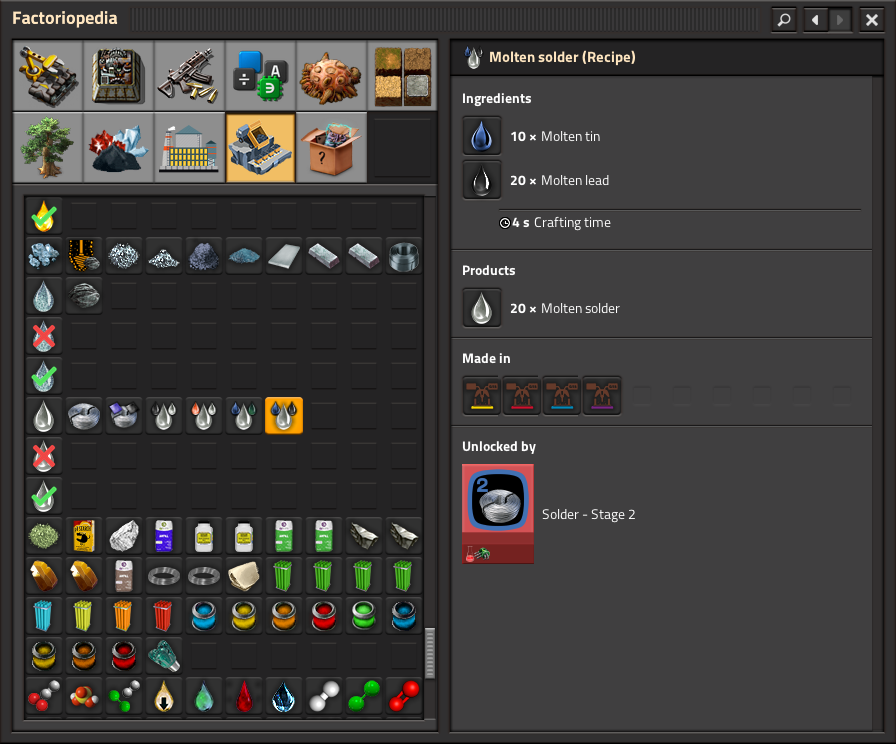 Factoriopedia
Molten solder (Recipe)
Ingredients
10 × Molten tin
20 × Molten lead
4 s Crafting time
Products
20 × Molten solder
Made in
Unlocked by
2
Solder - Stage 2